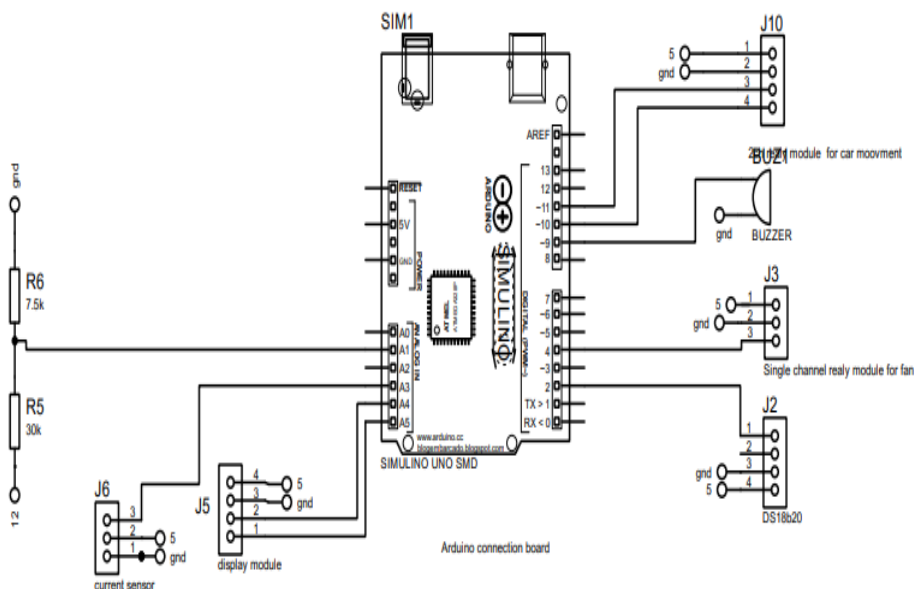 SIM1
J10
5
1
gnd
2
3
4
AREF
realy module for car moovment
BUZ1
gnd
BUZZER
RESET
5V
GND
POWER
13
12
~11
~10
~9
8
ARDUINO
SIMULINO
gnd
R6
7.5k
ATMEL
DIGITAL (PWM~)
7
~6
~5
4
~3
2
TX > 1
RX < 0
J3
5
1
gnd
2
3
Single channel realy module for fan
A0
A1
A2
A3
A4
A5
ANALOG IN
R5
30k
12
www.arduino.cc
blogembarcado.blogspot.com
SIMULINO UNO SMD
J2
1
2
gnd
3
5
4
DS18b20
J6
3
2
5
1
gnd
current sensor
J5
4
5
3
gnd
2
1
display module
Arduino connection board